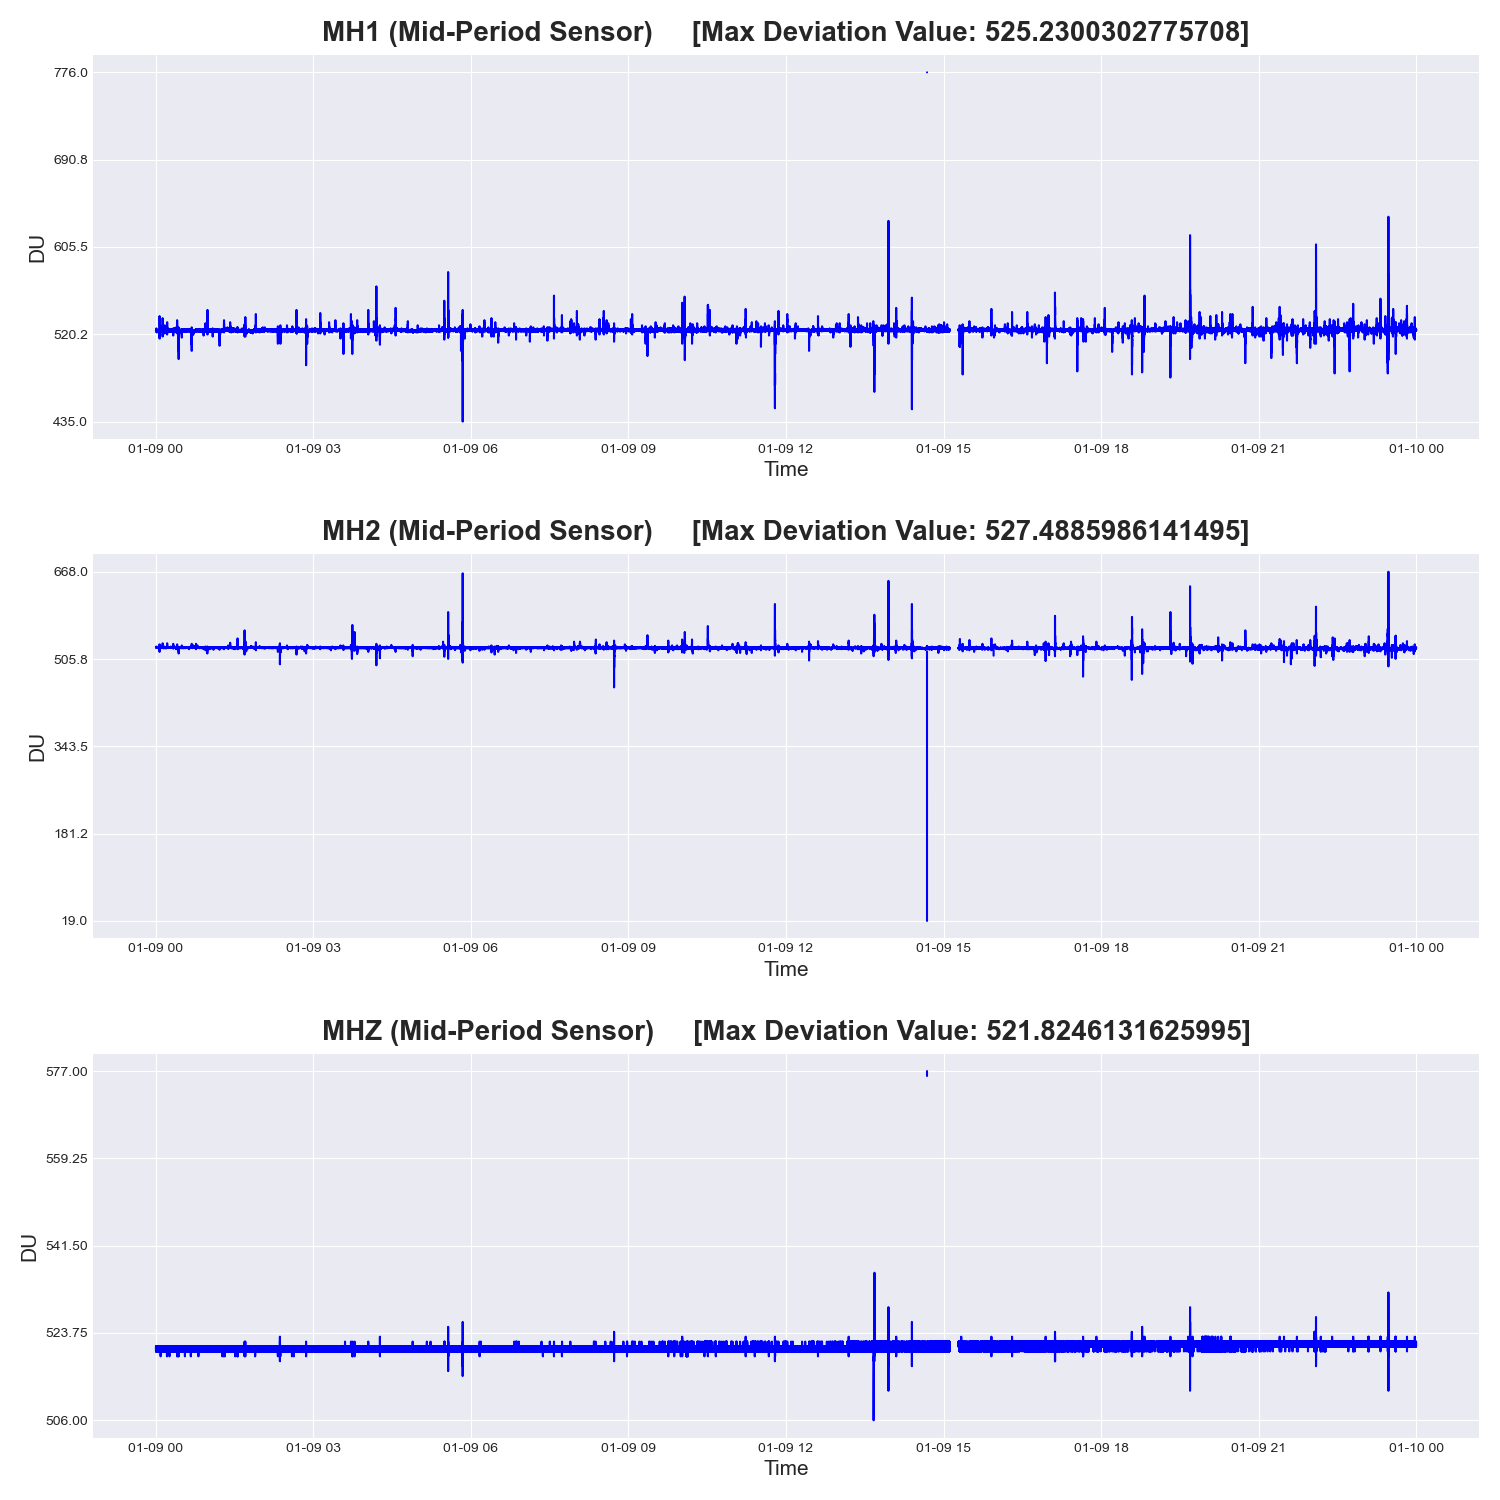 MH1 (Mid-Period Sensor) [Max Deviation Value: 525.2300302775708]
776.0
690.8
605.5
520.2
435.0
DU
01-09 00 01-09 03 01-09 06 01-09 09 01-09 12 01-09 15 01-09 18 01-09 21 01-10 00
Time
MH2 (Mid-Period Sensor) [Max Deviation Value: 527.4885986141495]
668.0
505.8
343.5
181.2
19.0
DU
01-09 00 01-09 03 01-09 06 01-09 09 01-09 12 01-09 15 01-09 18 01-09 21 01-10 00
Time
MHZ (Mid-Period Sensor) [Max Deviation Value: 521.8246131625995]
577.00
559.25
541.50
523.75
506.00
DU
01-09 00 01-09 03 01-09 06 01-09 09 01-09 12 01-09 15 01-09 18 01-09 21 01-10 00
Time